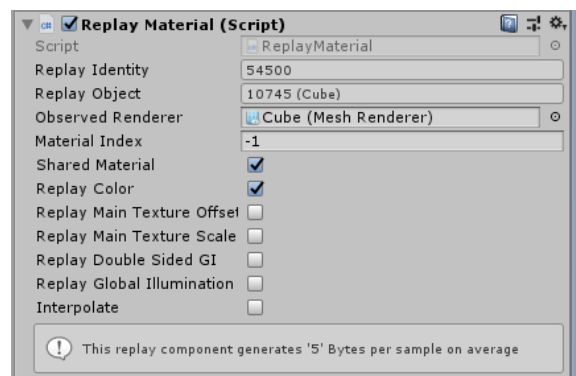 Replay Material (Script)
Script ReplayMaterial
Replay Identity 54500
Replay Object 10745 (Cube)
Observed Renderer Cube (Mesh Renderer)
Material Index -1
Shared Material
Replay Color
Replay Main Texture Offset
Replay Main Texture Scale
Replay Double Sided GI
Replay Global Illumination
Interpolate
This replay component generates '5' Bytes per sample on average